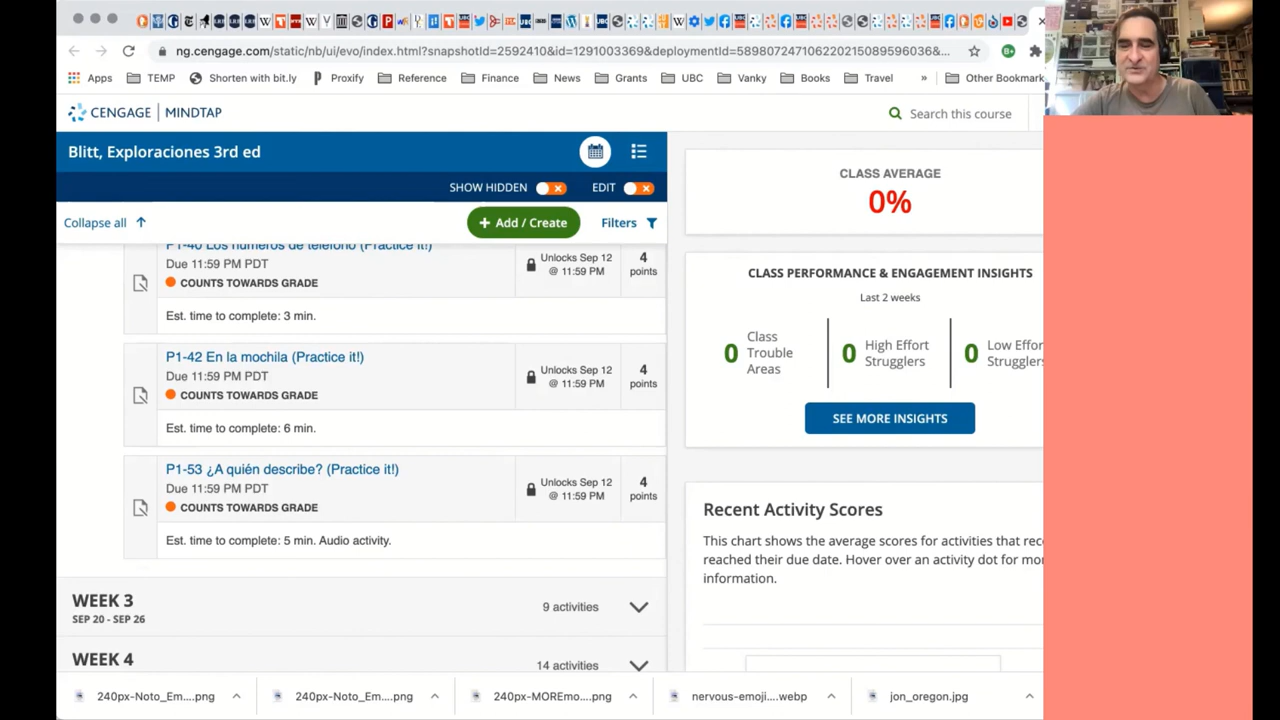 ng.cengage.com/static/nb/ui/evo/index.html?snapshotId=2592410&id=1291003369&deploymentId=589807247106220215089596036&...
Apps TEMP Shorten with bit.ly Proxify Reference Finance News Grants UBC Vanky Books Travel » Other Bookmark
CENGAGE MINDTAP
Search this course
Blitt, Exploraciones 3rd ed
SHOW HIDDEN EDIT
Collapse all
+ Add / Create
Filters
P1-40 Los números de teléfono (Practice it!)
Due 11:59 PM PDT
COUNTS TOWARDS GRADE
Unlocks Sep 12
@ 11:59 PM
4
points
Est. time to complete: 3 min.
P1-42 En la mochila (Practice it!)
Due 11:59 PM PDT
COUNTS TOWARDS GRADE
Unlocks Sep 12
@ 11:59 PM
4
points
Est. time to complete: 6 min.
P1-53 ¿A quién describe? (Practice it!)
Due 11:59 PM PDT
COUNTS TOWARDS GRADE
Unlocks Sep 12
@ 11:59 PM
4
points
Est. time to complete: 5 min. Audio activity.
WEEK 3
SEP 20 - SEP 26
9 activities
WEEK 4
14 activities
CLASS AVERAGE
0%
CLASS PERFORMANCE & ENGAGEMENT INSIGHTS
Last 2 weeks
0 Class
Trouble
Areas
0 High Effort
Strugglers
0 Low Effor
Strugglers
SEE MORE INSIGHTS
Recent Activity Scores
This chart shows the average scores for activities that rec
reached their due date. Hover over an activity dot for mo
information.
240px-Noto_Em....png
240px-Noto_Em....png
240px-MOREmo....png
nervous-emoji....webp
jon_oregon.jpg